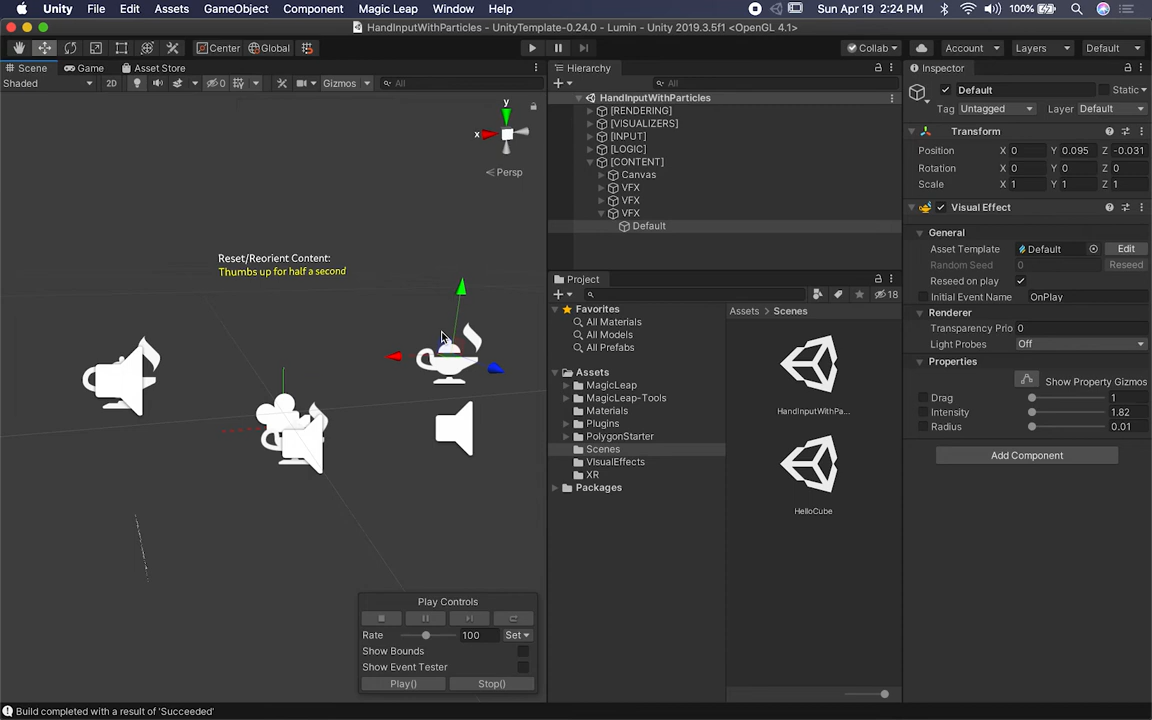 Unity File Edit Assets GameObject Component Magic Leap Window Help 100% Sun Apr 19 2:24 PM
HandInputWithParticles - UnityTemplate-0.24.0 - Lumin - Unity 2019.3.5f1 <OpenGL 4.1>
Center Global Collab Account Layers Default
Scene Game Asset Store
Shaded 2D 0 Gizmos All
y
x
Persp
Reset/Reorient Content:
Thumbs up for half a second
Play Controls
Rate 100 Set
Show Bounds
Show Event Tester
Play() Stop()
Hierarchy
All
HandInputWithParticles
[RENDERING]
[VISUALIZERS]
[INPUT]
[LOGIC]
[CONTENT]
Canvas
VFX
VFX
VFX
Default
Project
18
Favorites
All Materials
All Models
All Prefabs
Assets
MagicLeap
MagicLeap-Tools
Materials
Plugins
PolygonStarter
Scenes
VIsualEffects
XR
Packages
Assets > Scenes
HandInputWithPa...
HelloCube
Inspector
Default Static
Tag Untagged Layer Default
Transform
Position X 0 Y 0.095 Z -0.031
Rotation X 0 Y 0 Z 0
Scale X 1 Y 1 Z 1
Visual Effect
General
Asset Template Default Edit
Random Seed 0 Reseed
Reseed on play
Initial Event Name OnPlay
Renderer
Transparency Prio 0
Light Probes Off
Properties
Show Property Gizmos
Drag 1
Intensity 1.82
Radius 0.01
Add Component
Build completed with a result of 'Succeeded'